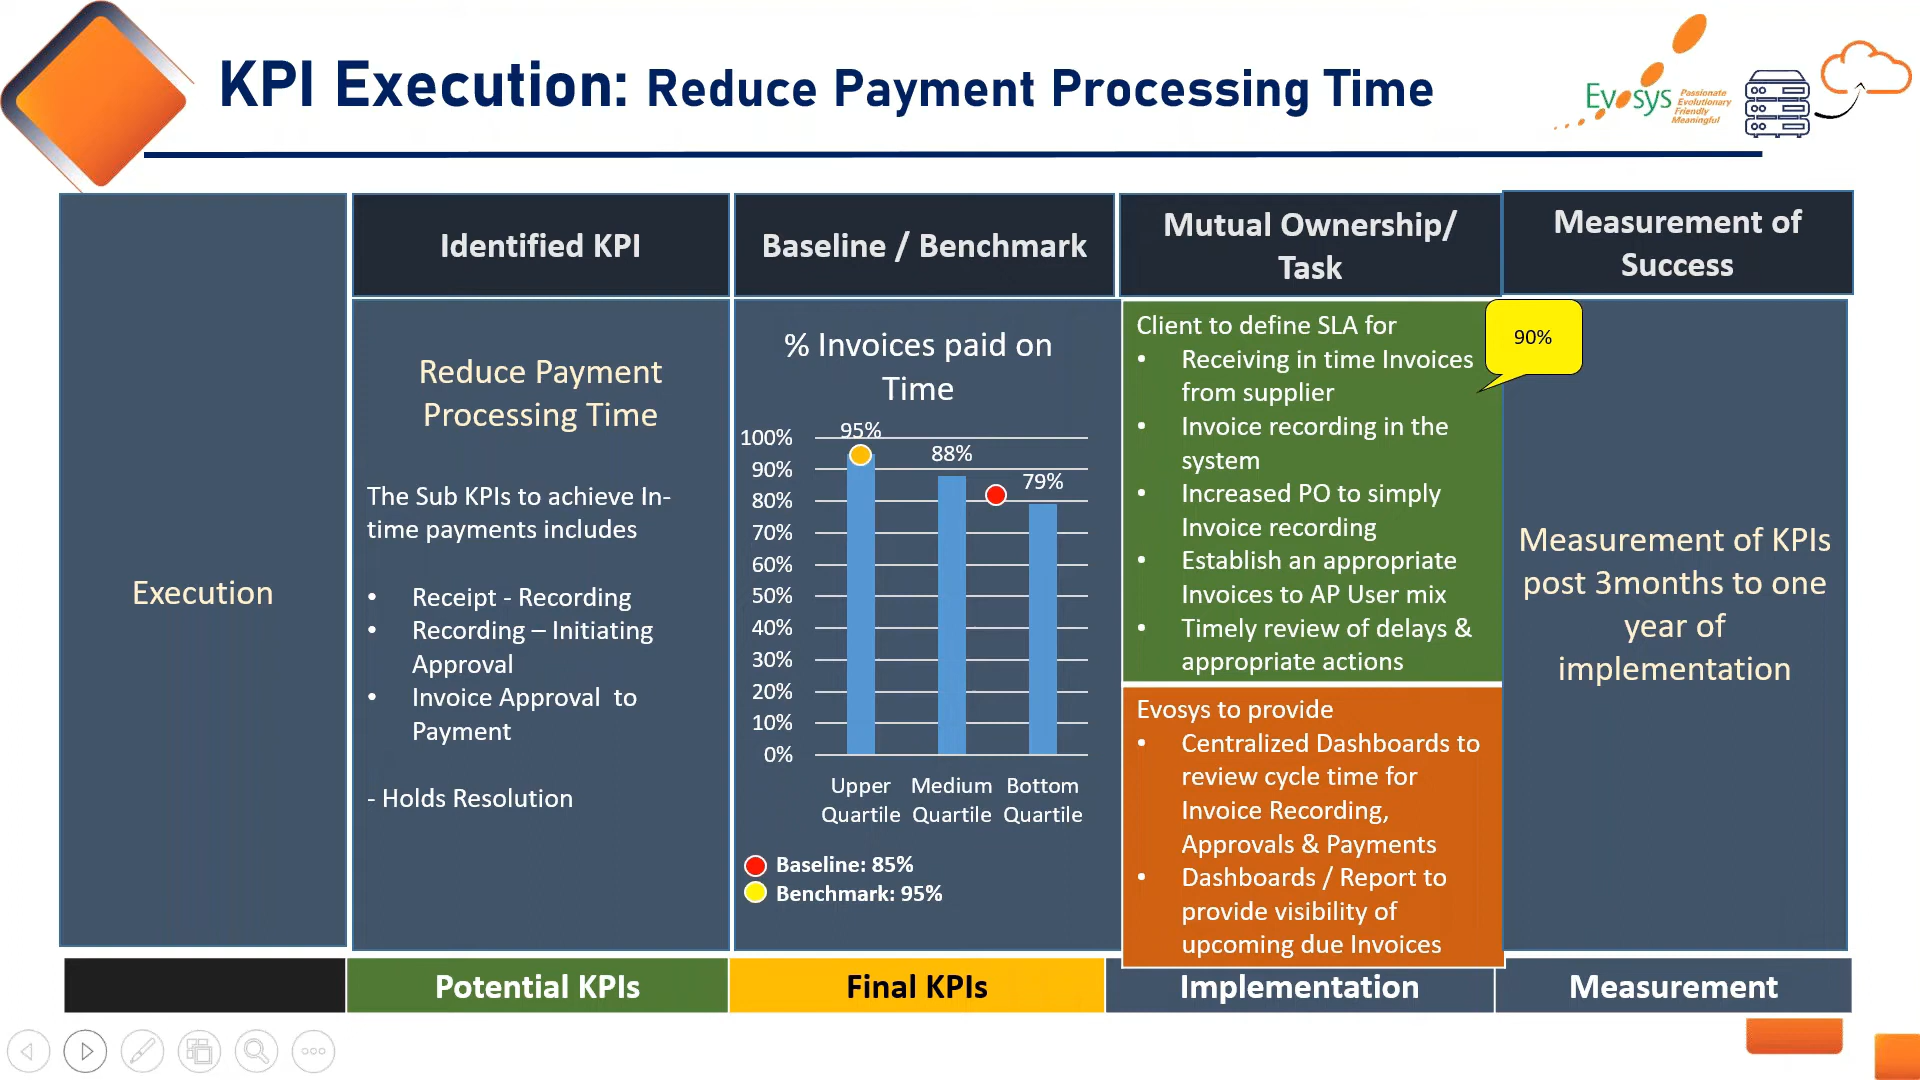 KPI Execution: Reduce Payment Processing Time
Evosys
Passionate
Evolutionary
Friendly
Meaningful
Execution
Identified KPI
Reduce Payment
Processing Time
The Sub KPIs to achieve In-
time payments includes
• Receipt - Recording
• Recording – Initiating
Approval
• Invoice Approval to
Payment
- Holds Resolution
Baseline / Benchmark
% Invoices paid on
Time
100%
90%
80%
70%
60%
50%
40%
30%
20%
10%
0%
95%
88%
79%
Upper
Quartile
Medium
Quartile
Bottom
Quartile
Baseline: 85%
Benchmark: 95%
Mutual Ownership/
Task
Client to define SLA for
• Receiving in time Invoices
from supplier
• Invoice recording in the
system
• Increased PO to simply
Invoice recording
• Establish an appropriate
Invoices to AP User mix
• Timely review of delays &
appropriate actions
Evosys to provide
• Centralized Dashboards to
review cycle time for
Invoice Recording,
Approvals & Payments
• Dashboards / Report to
provide visibility of
upcoming due Invoices
90%
Measurement of
Success
Measurement of KPIs
post 3months to one
year of
implementation
Potential KPIs
Final KPIs
Implementation
Measurement